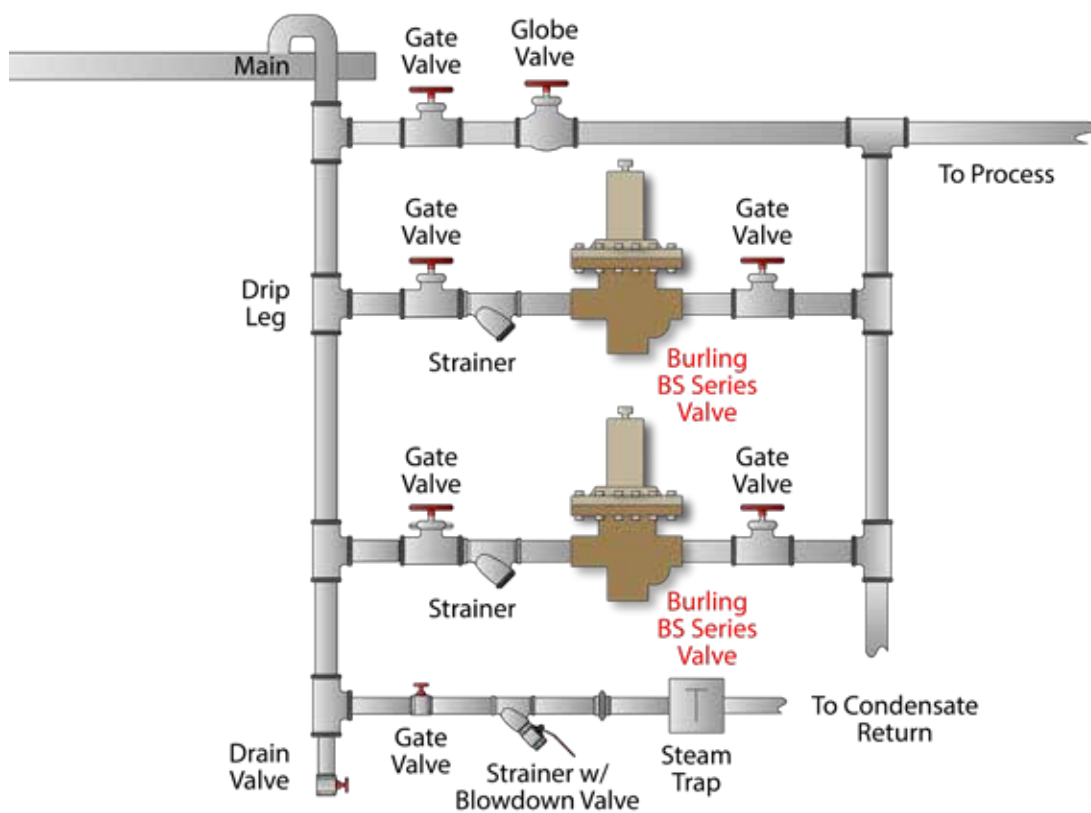 Main
Gate
Valve
Globe
Valve
To Process
Gate
Valve
Gate
Valve
Drip
Leg
Strainer
Burling
BS Series
Valve
Gate
Valve
Gate
Valve
Strainer
Burling
BS Series
Valve
T
To Condensate
Return
Drain
Valve
Gate
Valve
Strainer w/
Blowdown Valve
Steam
Trap